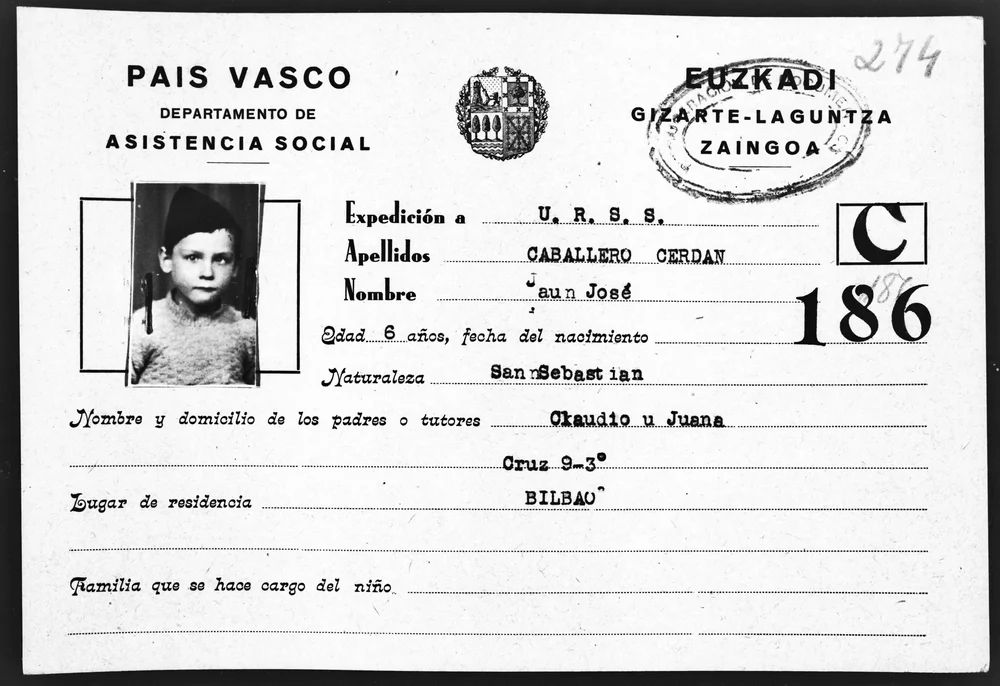 274
PAIS VASCO
DEPARTAMENTO DE
ASISTENCIA SOCIAL
EUZKADI
GIZARTE-LAGUNTZA
ZAINGOA
Expedición a U. R. S. S.
Apellidos CABALLERO CERDAN
C
Nombre Jaun José
186
186
Edad 6 años, fecha del nacimiento
Naturaleza SannSebastian
Nombre y domicilio de los padres o tutores Claudio u Juana
Cruz 9-3º
Lugar de residencia BILBAO
Familia que se hace cargo del niño